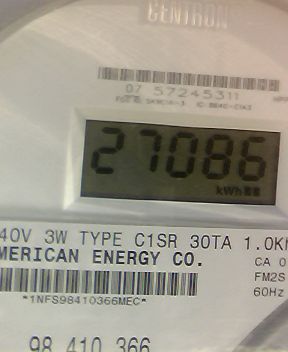 CENTRON
07 57245311
27086
kWh
40V 3W TYPE C1SR 30TA 1.0K
MERICAN ENERGY CO.
CA 0
FM2S
*1NFS98410366MEC*
60Hz
98 410 366